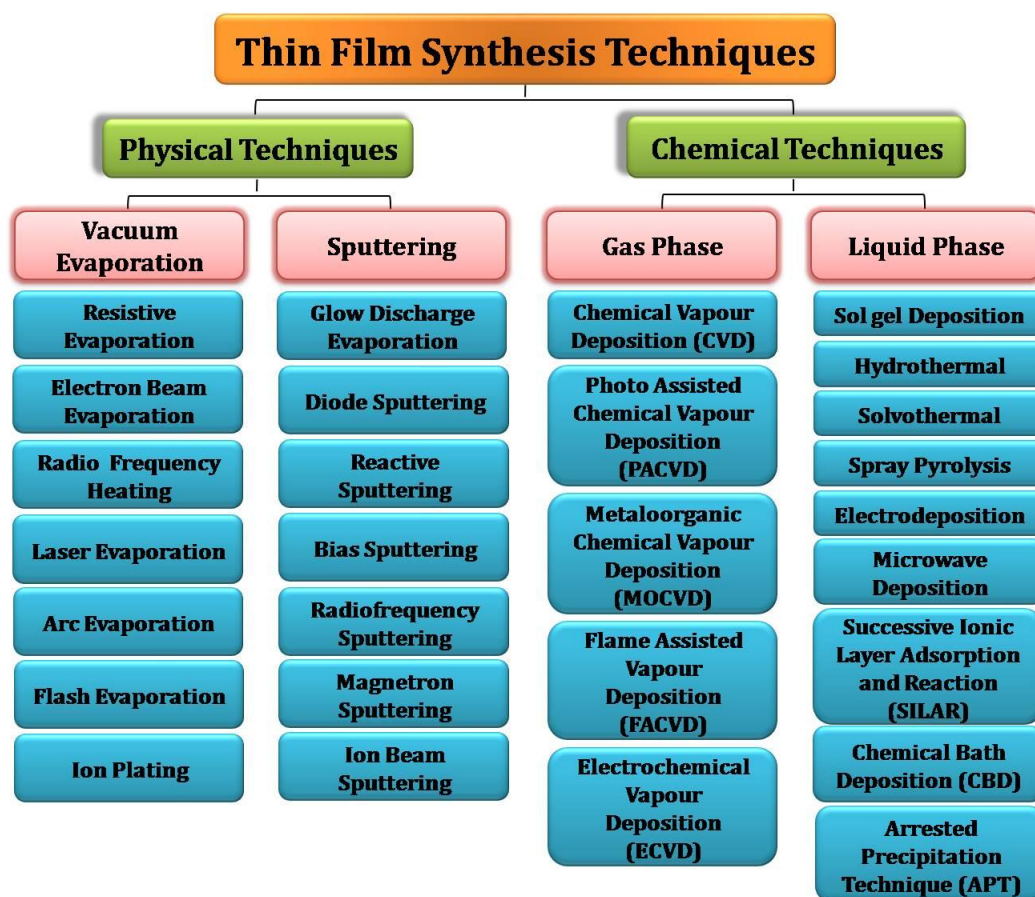 Thin Film Synthesis Techniques
Physical Techniques
Chemical Techniques
Vacuum
Evaporation
Sputtering
Gas Phase
Liquid Phase
Resistive
Evaporation
Electron Beam
Evaporation
Radio Frequency
Heating
Laser Evaporation
Arc Evaporation
Flash Evaporation
Ion Plating
Glow Discharge
Evaporation
Diode Sputtering
Reactive
Sputtering
Bias Sputtering
Radiofrequency
Sputtering
Magnetron
Sputtering
Ion Beam
Sputtering
Chemical Vapour
Deposition (CVD)
Photo Assisted
Chemical Vapour
Deposition
(PACVD)
Metaloorganic
Chemical Vapour
Deposition
(MOCVD)
Flame Assisted
Vapour
Deposition
(FACVD)
Electrochemical
Vapour
Deposition
(ECVD)
Sol gel Deposition
Hydrothermal
Solvothermal
Spray Pyrolysis
Electrodeposition
Microwave
Deposition
Successive Ionic
Layer Adsorption
and Reaction
(SILAR)
Chemical Bath
Deposition (CBD)
Arrested
Precipitation
Technique (APT)